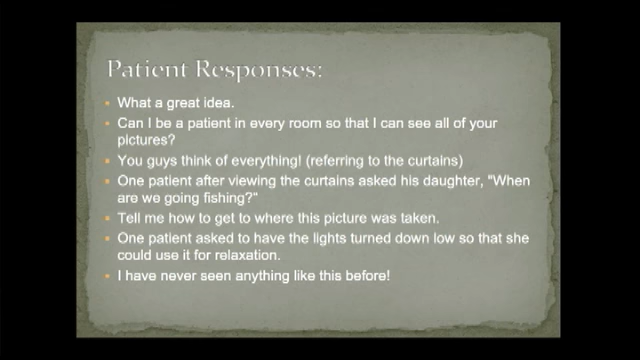 Patient Responses:
What a great idea.
Can I be a patient in every room so that I can see all of your
pictures?
You guys think of everything! (referring to the curtains)
One patient after viewing the curtains asked his daughter, "When
are we going fishing?"
Tell me how to get to where this picture was taken.
One patient asked to have the lights turned down low so that she
could use it for relaxation.
I have never seen anything like this before!